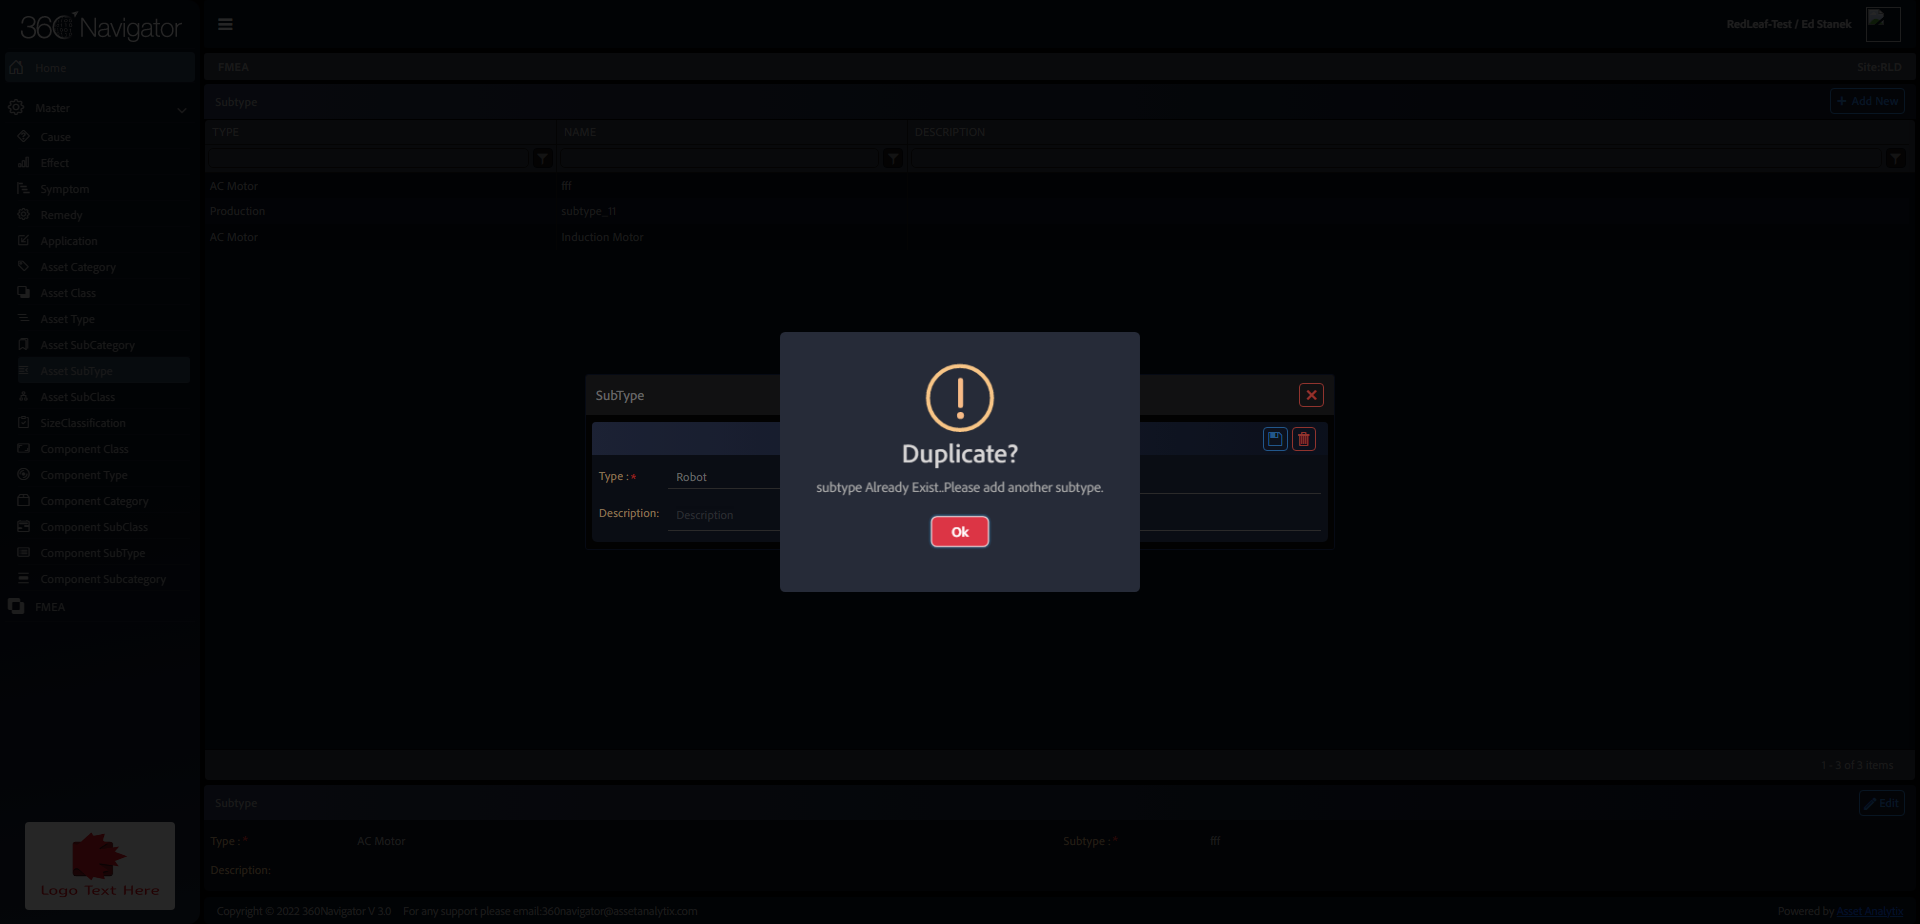 360 Navigator
RedLeaf-Test / Ed Stanek
Home
FMEA
Site:RLD
Master
Subtype
+ Add New
TYPE
NAME
DESCRIPTION
Cause
Effect
Symptom
Remedy
Application
Asset Category
Asset Class
Asset Type
Asset SubCategory
Asset SubType
Asset SubClass
SizeClassification
Component Class
Component Type
Component Category
Component SubClass
Component SubType
Component Subcategory
FMEA
AC Motor
fff
Production
subtype_11
AC Motor
Induction Motor
SubType
Type : *
Robot
Description:
Description
Duplicate?
subtype Already Exist..Please add another subtype.
Ok
1 - 3 of 3 items
Subtype
Edit
Type : *
AC Motor
Subtype : *
fff
Description:
Logo Text Here
Copyright © 2022 360Navigator V 3.0
For any support please email:360navigator@assetanalytix.com
Powered by Asset Analytix